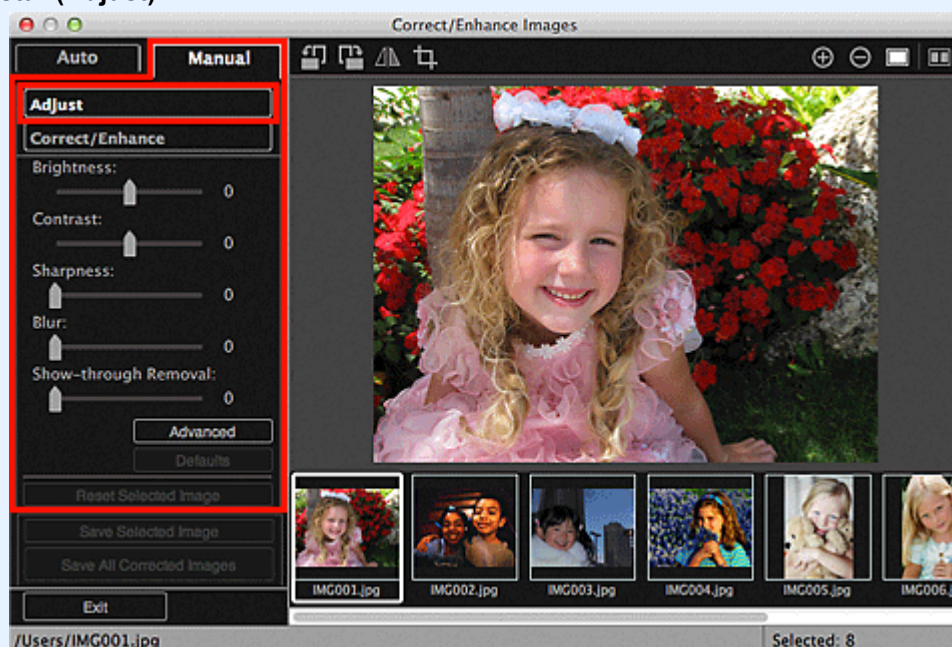 Correct/Enhance Images
Auto
Manual
Adjust
Correct/Enhance
Brightness:
0
Contrast:
0
Sharpness:
0
Blur:
0
Show-through Removal:
0
Advanced
Defaults
Reset Selected Image
Save Selected Image
Save All Corrected Images
Exit
IMG001.jpg
IMG002.jpg
IMG003.jpg
IMG004.jpg
IMG005.jpg
/Users/IMG001.jpg
Selected: 8